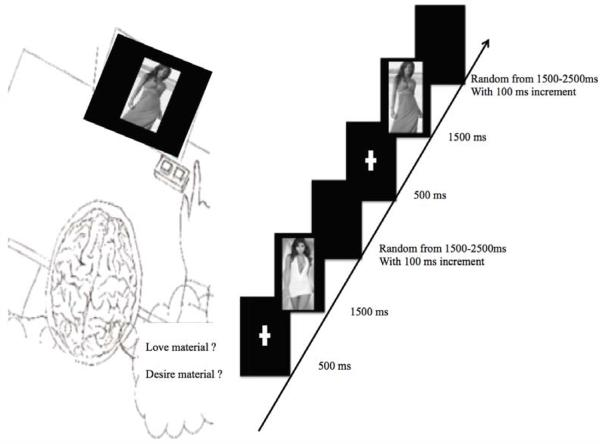 Random from 1500-2500ms
With 100 ms increment
1500 ms
500 ms
Random from 1500-2500ms
With 100 ms increment
1500 ms
500 ms
Love material ?
Desire material ?